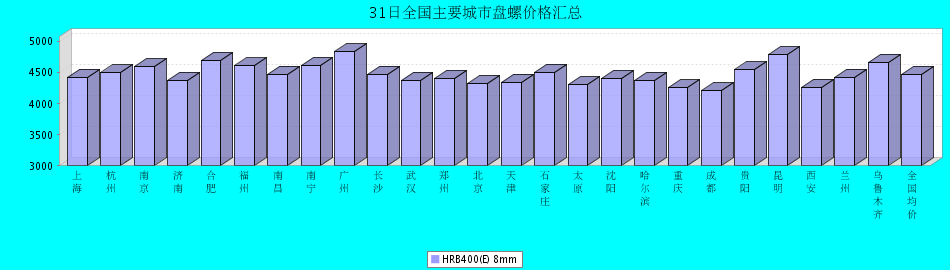 31日全国主要城市盘螺价格汇总
5000
4500
4000
3500
3000
上海
杭州
南京
济南
合肥
福州
南昌
南宁
广州
长沙
武汉
郑州
北京
天津
石家庄
太原
沈阳
哈尔滨
重庆
成都
贵阳
昆明
西安
兰州
乌鲁木齐
全国均价
HRB400(E) 8mm